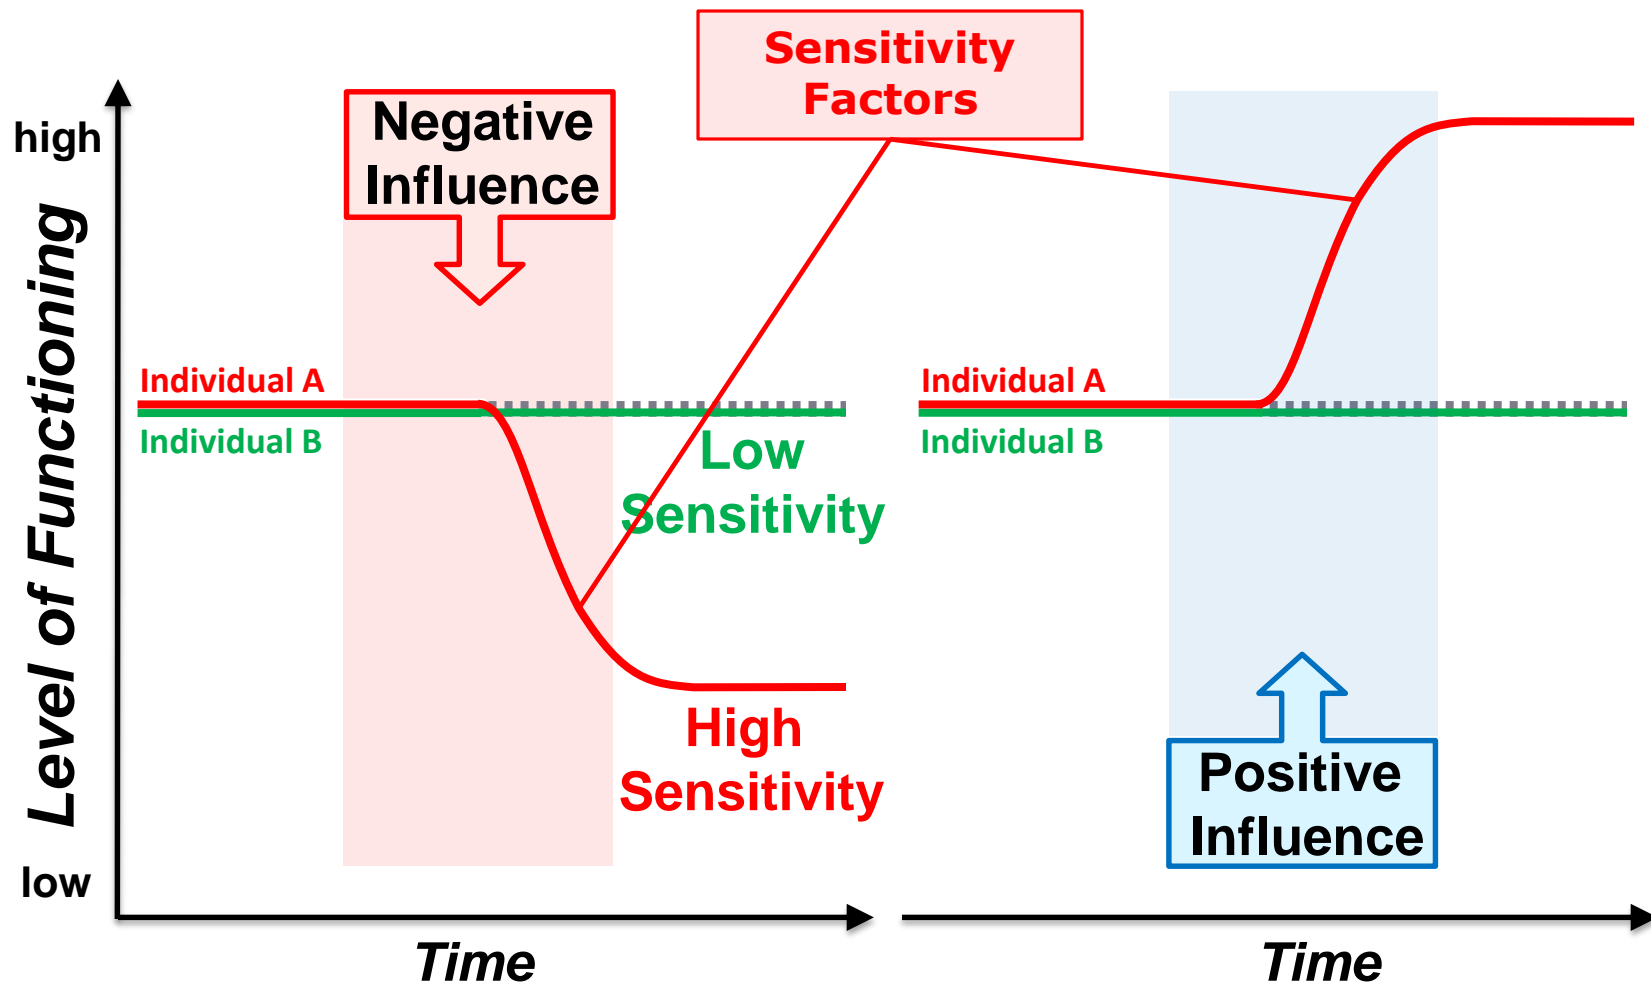 Sensitivity
Factors
Negative
Influence
high
Level of Functioning
low
Individual A
Individual B
Low
Sensitivity
High
Sensitivity
Time
Individual A
Individual B
Positive
Influence
Time